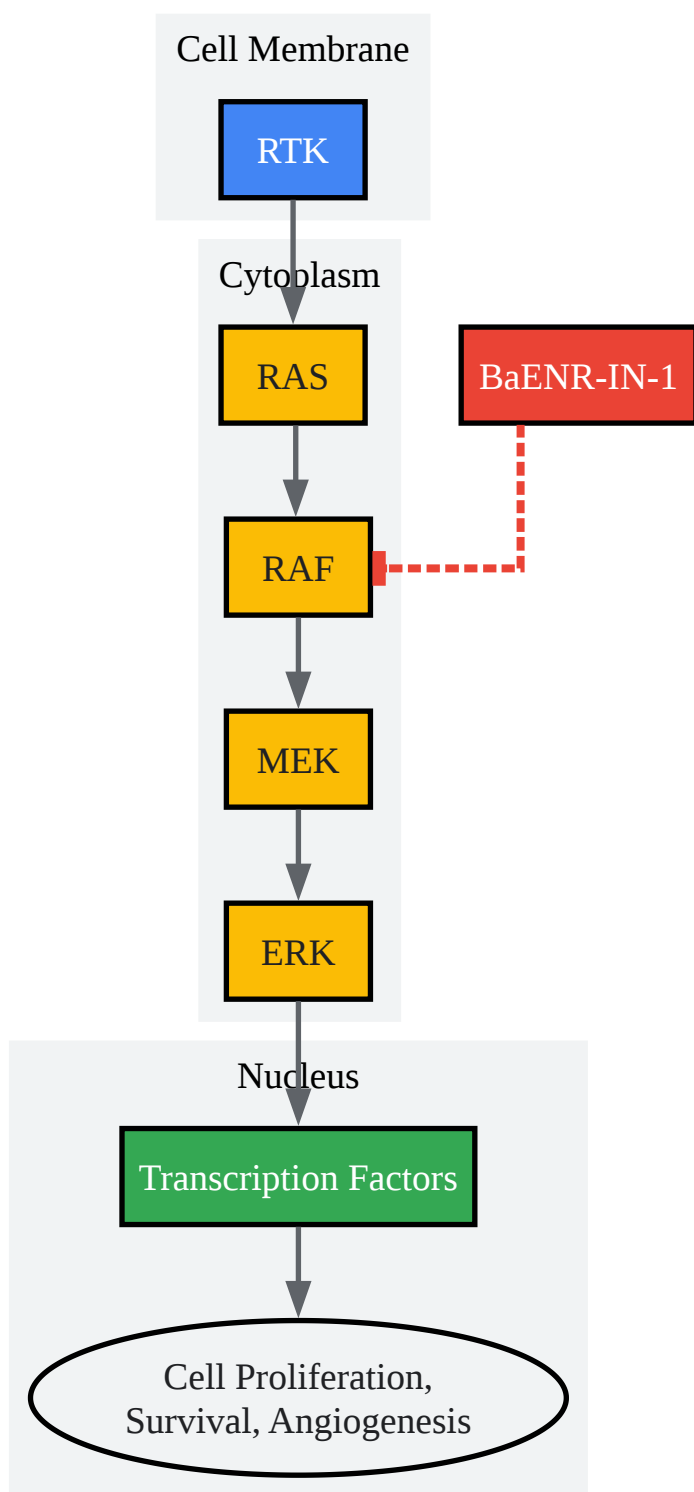 Cell Membrane
RTK
Cytoplasm
RAS
BaENR-IN-1
RAF
MEK
ERK
Nucleus
Transcription Factors
Cell Proliferation,
Survival, Angiogenesis